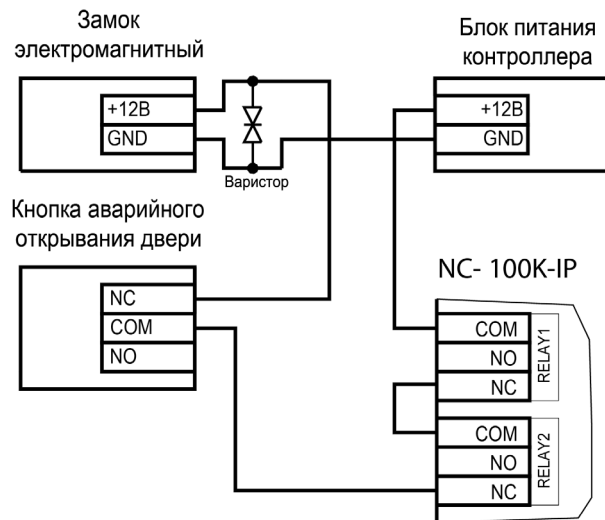 Замок
электромагнитный
+12В
GND
Варистор
Блок питания
контроллера
+12В
GND
Кнопка аварийного
открывания двери
NC
COM
NO
NC- 100K-IP
COM
NO
NC
RELAY1
COM
NO
NC
RELAY2